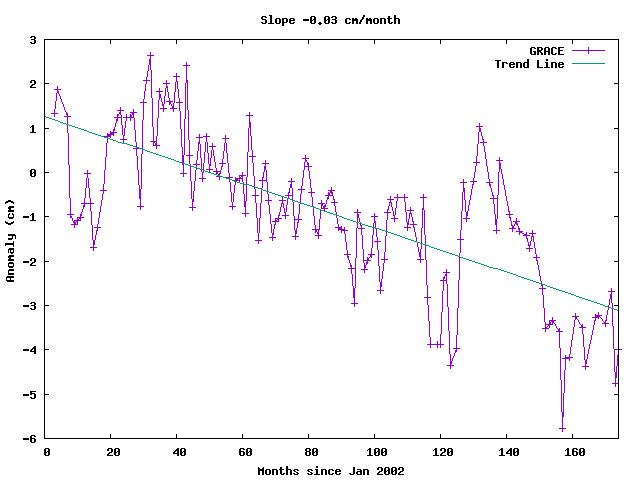 Slope -0.03 cm/month
GRACE
Trend Line
3
2
1
0
-1
-2
-3
-4
-5
-6
Anomaly (cm)
0 20 40 60 80 100 120 140 160
Months since Jan 2002